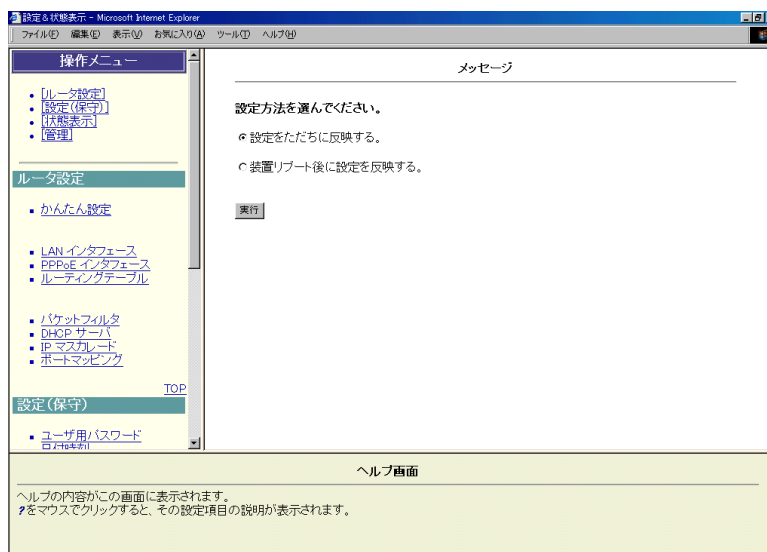 設定&状態表示 - Microsoft Internet Explorer
ファイル(F) 編集(E) 表示(V) お気に入り(A) ツール(T) ヘルプ(H)
操作メニュー
[ルータ設定]
[設定(保守)]
[状態表示]
[管理]
ルータ設定
かんたん設定
LAN インタフェース
PPPoE インタフェース
ルーティングテーブル
パケットフィルタ
DHCP サーバ
IP マスカレード
ポートマッピング
TOP
設定(保守)
ユーザ用パスワード
メッセージ
設定方法を選んでください。
設定をただちに反映する。
装置リブート後に設定を反映する。
実行
ヘルプ画面
ヘルプの内容がこの画面に表示されます。
?をマウスでクリックすると、その設定項目の説明が表示されます。